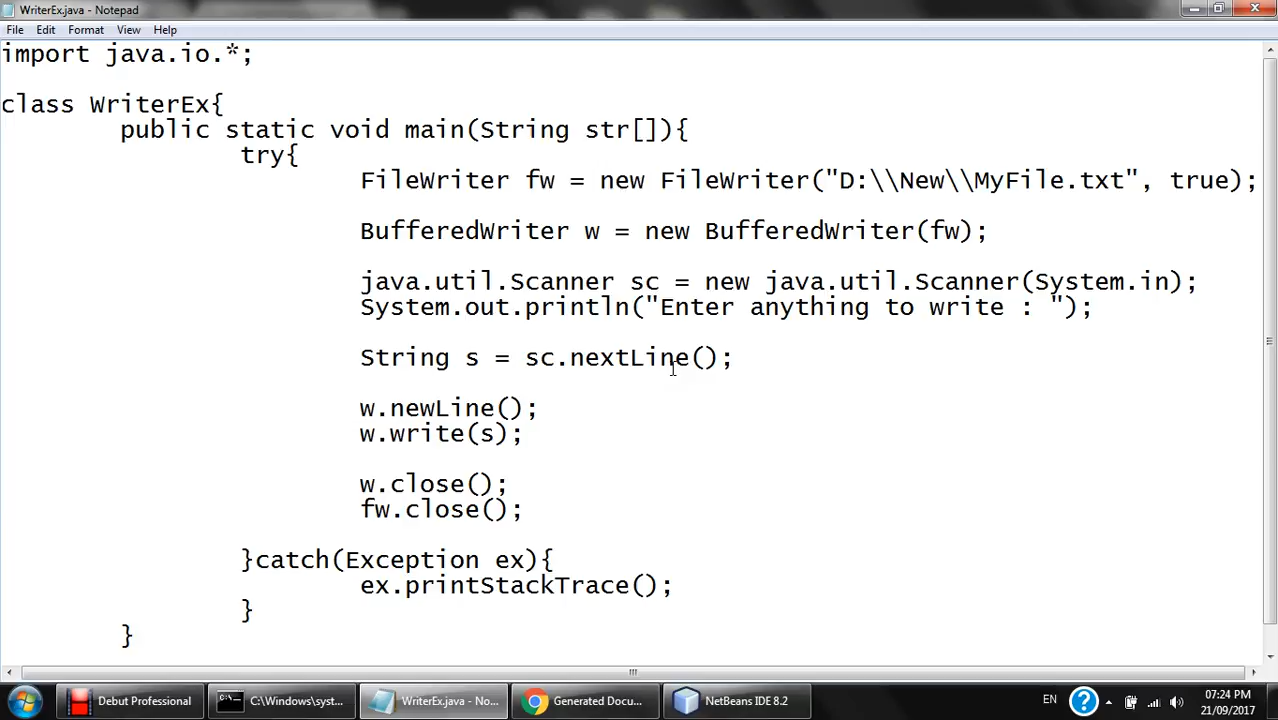 WriterEx.java - Notepad
File Edit Format View Help
import java.io.*;
class WriterEx{
public static void main(String str[]){
try{
FileWriter fw = new FileWriter("D:\\New\\MyFile.txt", true);
BufferedWriter w = new BufferedWriter(fw);
java.util.Scanner sc = new java.util.Scanner(System.in);
System.out.println("Enter anything to write : ");
String s = sc.nextLine();
w.newLine();
w.write(s);
w.close();
fw.close();
}catch(Exception ex){
ex.printStackTrace();
}
}
Debut Professional C:\Windows\syst... WriterEx.java - No... Generated Docu... NetBeans IDE 8.2 EN 07:24 PM
21/09/2017